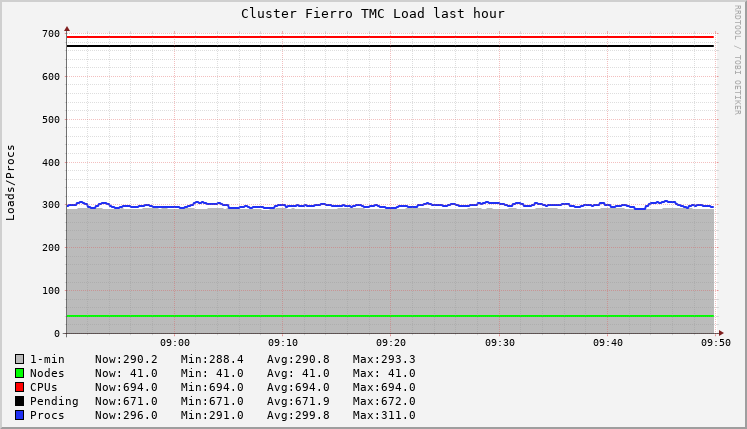 Cluster Fierro TMC Load last hour
RRDTOOL / TOBI OETIKER
Loads/Procs
700
600
500
400
300
200
100
0
09:00 09:10 09:20 09:30 09:40 09:50
1-min Now:290.2 Min:288.4 Avg:290.8 Max:293.3
Nodes Now: 41.0 Min: 41.0 Avg: 41.0 Max: 41.0
CPUs Now:694.0 Min:694.0 Avg:694.0 Max:694.0
Pending Now:671.0 Min:671.0 Avg:671.9 Max:672.0
Procs Now:296.0 Min:291.0 Avg:299.8 Max:311.0